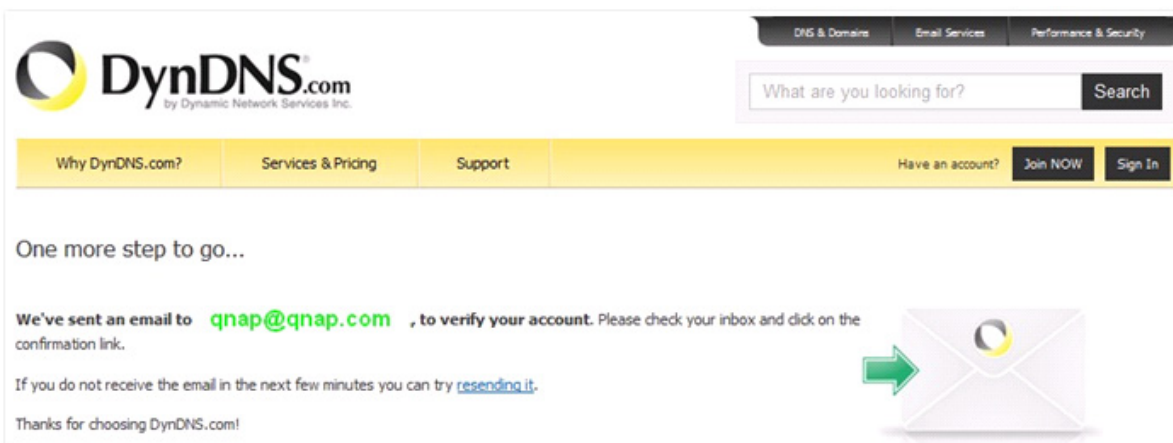 DNS & Domains Email Services Performance & Security
DynDNS.com
by Dynamic Network Services Inc.
What are you looking for? Search
Why DynDNS.com? Services & Pricing Support Have an account? Join NOW Sign In
One more step to go...
We've sent an email to qnap@qnap.com , to verify your account. Please check your inbox and click on the
confirmation link.
If you do not receive the email in the next few minutes you can try resending it.
Thanks for choosing DynDNS.com!